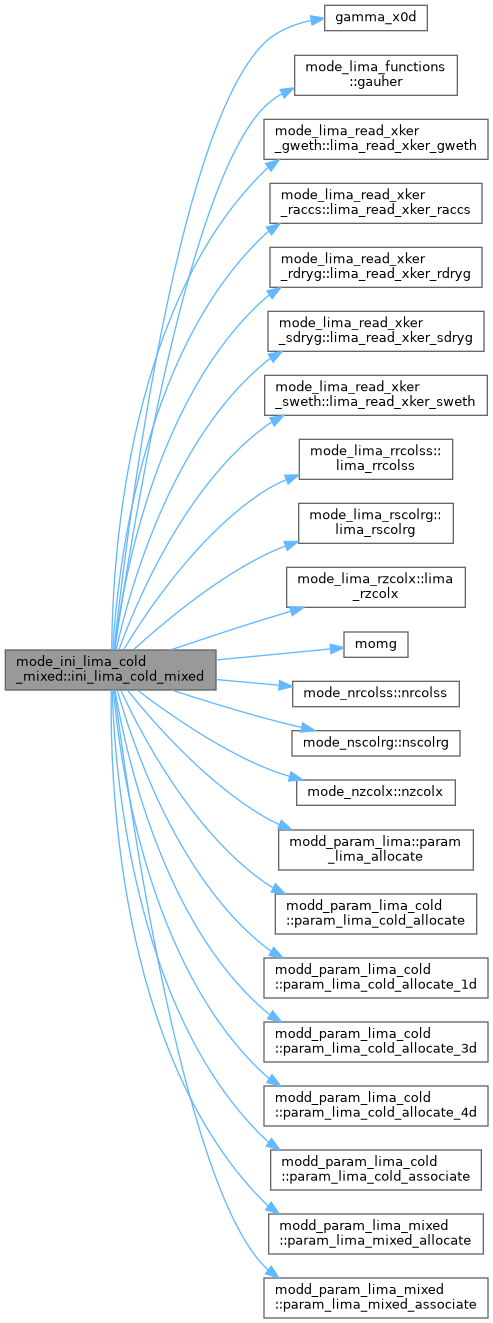 gamma_x0d
mode_lima_functions
::gauher
mode_lima_read_xker
_gweth::lima_read_xker_gweth
mode_lima_read_xker
_raccs::lima_read_xker_raccs
mode_lima_read_xker
_rdryg::lima_read_xker_rdryg
mode_lima_read_xker
_sdryg::lima_read_xker_sdryg
mode_lima_read_xker
_sweth::lima_read_xker_sweth
mode_lima_rrcolss::
lima_rrcolss
mode_lima_rscolrg::
lima_rscolrg
mode_lima_rzcolx::lima
_rzcolx
momg
mode_ini_lima_cold
_mixed::ini_lima_cold_mixed
mode_nrcolss::nrcolss
mode_nscolrg::nscolrg
mode_nzcolx::nzcolx
modd_param_lima::param
_lima_allocate
modd_param_lima_cold
::param_lima_cold_allocate
modd_param_lima_cold
::param_lima_cold_allocate_1d
modd_param_lima_cold
::param_lima_cold_allocate_3d
modd_param_lima_cold
::param_lima_cold_allocate_4d
modd_param_lima_cold
::param_lima_cold_associate
modd_param_lima_mixed
::param_lima_mixed_allocate
modd_param_lima_mixed
::param_lima_mixed_associate